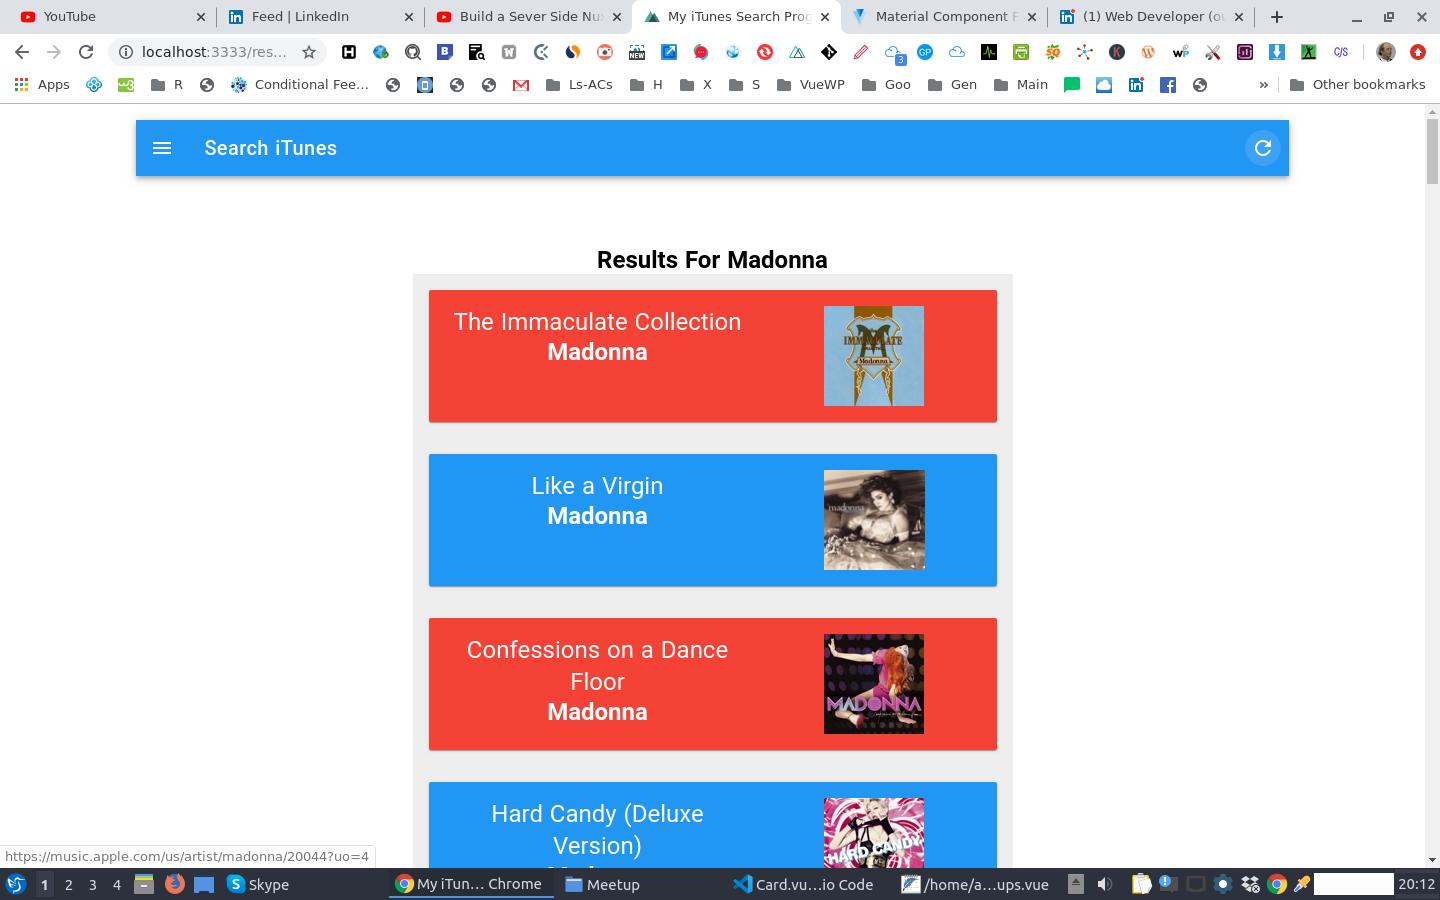 YouTube
Feed | LinkedIn
Build a Sever Side Nu
My iTunes Search Prog
Material Component F
(1) Web Developer (ou
localhost:3333/res...
Apps
R
Conditional Fee...
Ls-ACs
H
X
S
VueWP
Goo
Gen
Main
»
Other bookmarks
Search iTunes
Results For Madonna
The Immaculate Collection
Madonna
Like a Virgin
Madonna
madonna
Confessions on a Dance
Floor
Madonna
MADONNA
Hard Candy (Deluxe
Version)
HARD CANDY
https://music.apple.com/us/artist/madonna/20044?uo=4
1
2
3
4
Skype
My iTun... Chrome
Meetup
Card.vu...io Code
/home/a...ups.vue
20:12